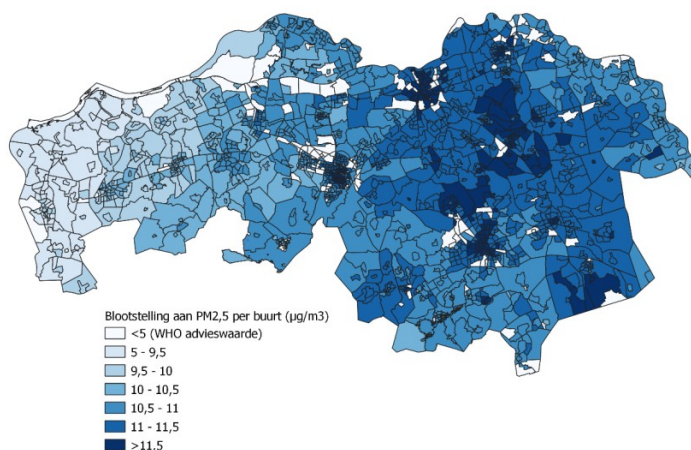 Blootstelling aan PM2,5 per buurt (µg/m3)
<5 (WHO advieswaarde)
5 - 9,5
9,5 - 10
10 - 10,5
10,5 - 11
11 - 11,5
>11,5